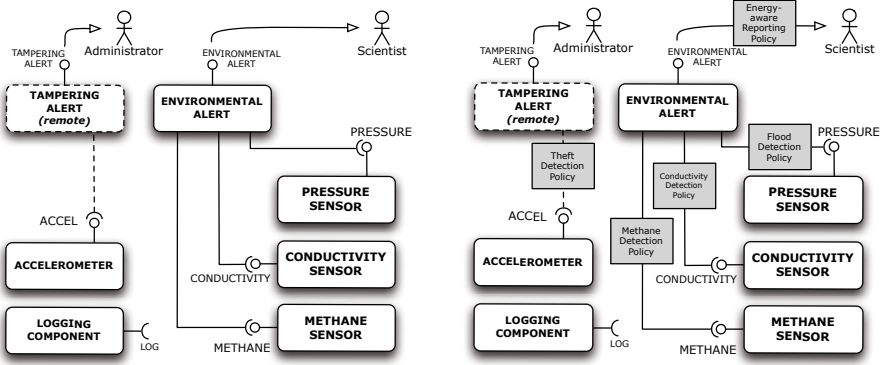 TAMPERING
ALERT
Administrator
ENVIRONMENTAL
ALERT
Scientist
TAMPERING
ALERT
(remote)
ENVIRONMENTAL
ALERT
PRESSURE
PRESSURE
SENSOR
ACCEL
ACCELEROMETER
CONDUCTIVITY
CONDUCTIVITY
SENSOR
LOGGING
COMPONENT
LOG
METHANE
METHANE
SENSOR
TAMPERING
ALERT
Administrator
ENVIRONMENTAL
ALERT
Energy-
aware
Reporting
Policy
Scientist
TAMPERING
ALERT
(remote)
ENVIRONMENTAL
ALERT
Theft
Detection
Policy
Conductivity
Detection
Policy
Flood
Detection
Policy
PRESSURE
PRESSURE
SENSOR
ACCEL
ACCELEROMETER
Methane
Detection
Policy
CONDUCTIVITY
CONDUCTIVITY
SENSOR
LOGGING
COMPONENT
LOG
METHANE
METHANE
SENSOR